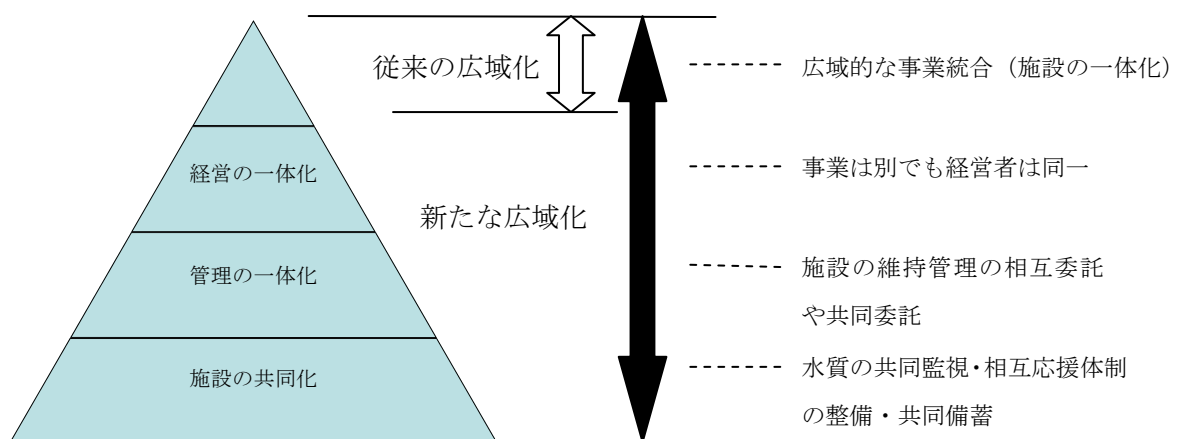 従来の広域化
広域的な事業統合（施設の一体化）
経営の一体化
事業は別でも経営者は同一
新たな広域化
管理の一体化
施設の維持管理の相互委託
や共同委託
施設の共同化
水質の共同監視・相互応援体制
の整備・共同備蓄